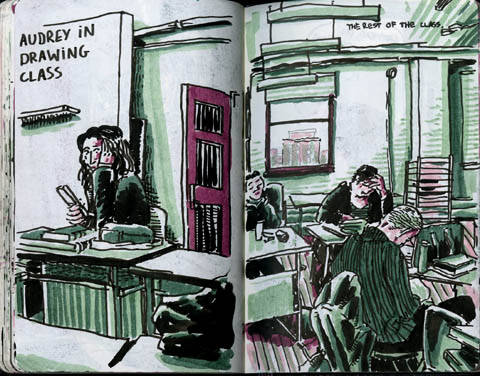 AUDREY IN
DRAWING
CLASS
THE REST OF THE CLASS.